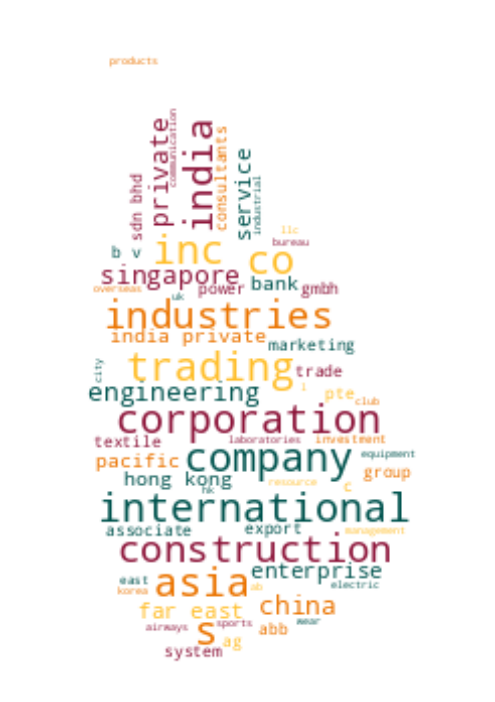 products
communication
private
india
consultants
sdn bhd
service
industrial
llc
bureau
b v
inc
co
singapore
power
bank
gmbh
overseas
uk
industries
india private
marketing
city
trading
trade
l
engineering
pte
club
corporation
textile
laboratories
investment
pacific
company
equipment
group
hong kong
resource
c
hk
international
associate
export
management
construction
east
asia
enterprise
electric
korea
ab
far east
china
airways
s
sports
abb
wear
ag
system